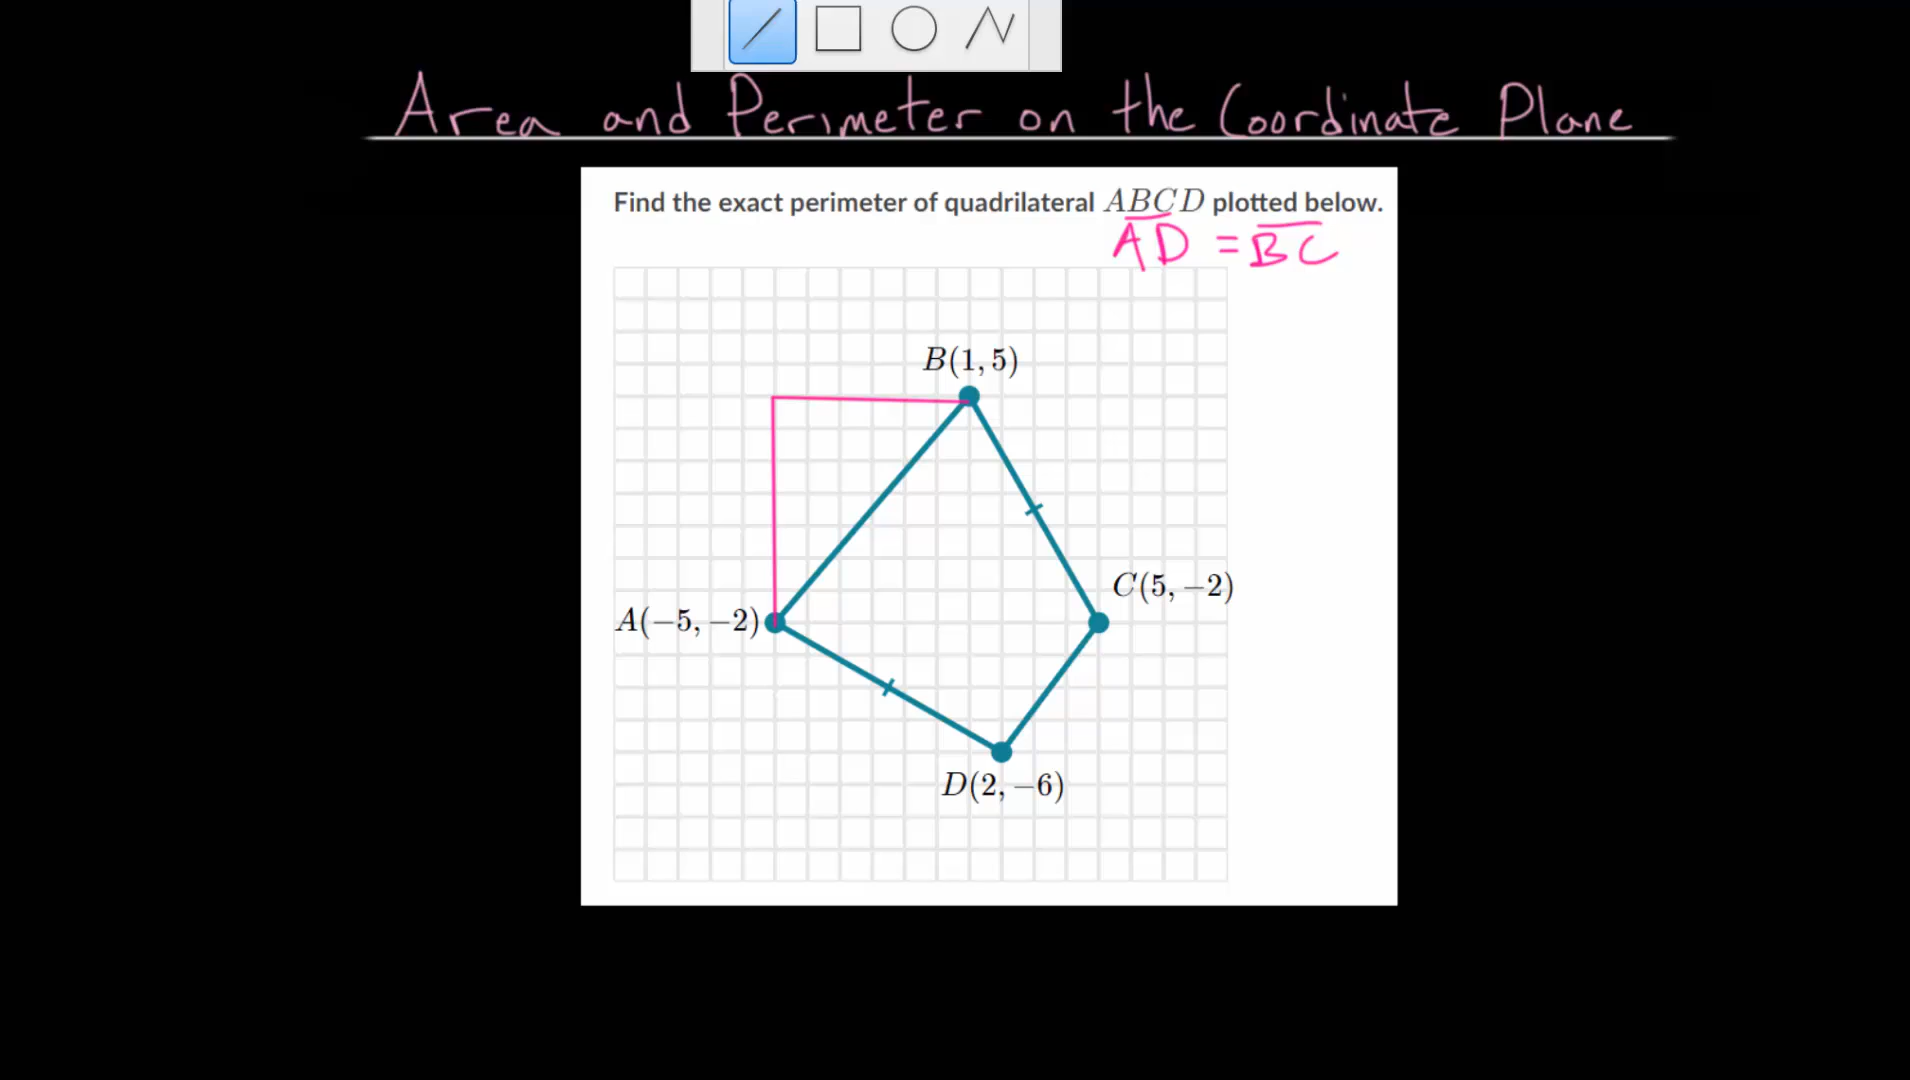 Area and Perimeter on the Coordinate Plane
Find the exact perimeter of quadrilateral ABCD plotted below.
AD = BC
B(1, 5)
C(5, −2)
A(−5, −2)
D(2, −6)